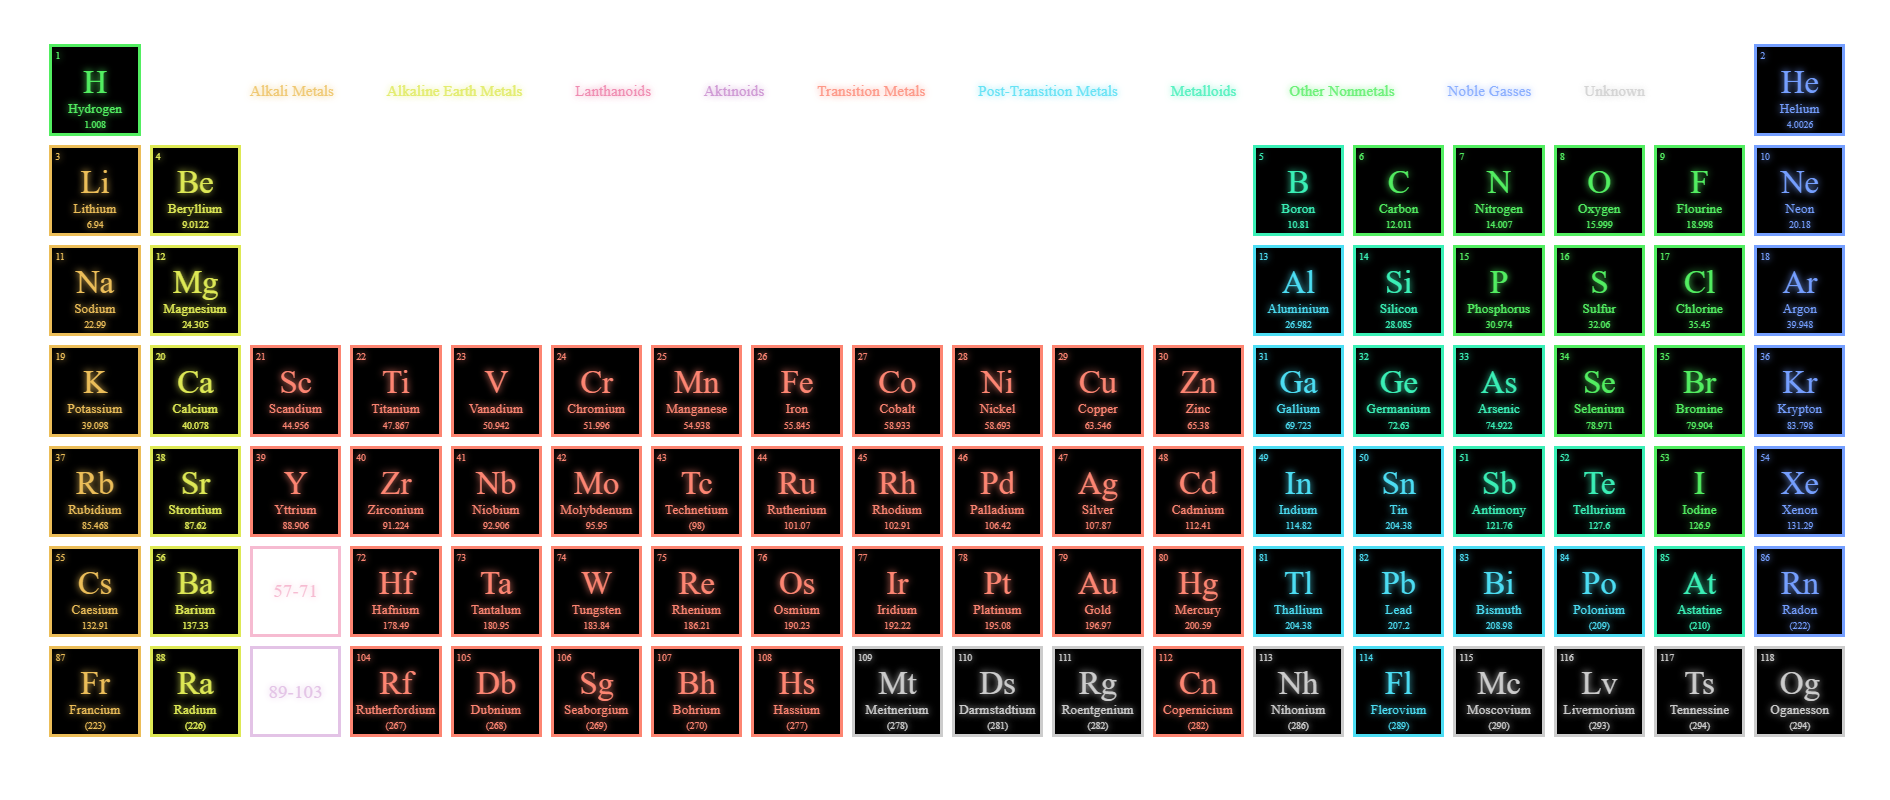 1
H
Hydrogen
1.008
Alkali Metals
Alkaline Earth Metals
Lanthanoids
Aktinoids
Transition Metals
Post-Transition Metals
Metalloids
Other Nonmetals
Noble Gasses
Unknown
2
He
Helium
4.0026
3
Li
Lithium
6.94
4
Be
Beryllium
9.0122
5
B
Boron
10.81
6
C
Carbon
12.011
7
N
Nitrogen
14.007
8
O
Oxygen
15.999
9
F
Flourine
18.998
10
Ne
Neon
20.18
11
Na
Sodium
22.99
12
Mg
Magnesium
24.305
13
Al
Aluminium
26.982
14
Si
Silicon
28.085
15
P
Phosphorus
30.974
16
S
Sulfur
32.06
17
Cl
Chlorine
35.45
18
Ar
Argon
39.948
19
K
Potassium
39.098
20
Ca
Calcium
40.078
21
Sc
Scandium
44.956
22
Ti
Titanium
47.867
23
V
Vanadium
50.942
24
Cr
Chromium
51.996
25
Mn
Manganese
54.938
26
Fe
Iron
55.845
27
Co
Cobalt
58.933
28
Ni
Nickel
58.693
29
Cu
Copper
63.546
30
Zn
Zinc
65.38
31
Ga
Gallium
69.723
32
Ge
Germanium
72.63
33
As
Arsenic
74.922
34
Se
Selenium
78.971
35
Br
Bromine
79.904
36
Kr
Krypton
83.798
37
Rb
Rubidium
85.468
38
Sr
Strontium
87.62
39
Y
Yttrium
88.906
40
Zr
Zirconium
91.224
41
Nb
Niobium
92.906
42
Mo
Molybdenum
95.95
43
Tc
Technetium
(98)
44
Ru
Ruthenium
101.07
45
Rh
Rhodium
102.91
46
Pd
Palladium
106.42
47
Ag
Silver
107.87
48
Cd
Cadmium
112.41
49
In
Indium
114.82
50
Sn
Tin
204.38
51
Sb
Antimony
121.76
52
Te
Tellurium
127.6
53
I
Iodine
126.9
54
Xe
Xenon
131.29
55
Cs
Caesium
132.91
56
Ba
Barium
137.33
57-71
72
Hf
Hafnium
178.49
73
Ta
Tantalum
180.95
74
W
Tungsten
183.84
75
Re
Rhenium
186.21
76
Os
Osmium
190.23
77
Ir
Iridium
192.22
78
Pt
Platinum
195.08
79
Au
Gold
196.97
80
Hg
Mercury
200.59
81
Tl
Thallium
204.38
82
Pb
Lead
207.2
83
Bi
Bismuth
208.98
84
Po
Polonium
(209)
85
At
Astatine
(210)
86
Rn
Radon
(222)
87
Fr
Francium
(223)
88
Ra
Radium
(226)
89-103
104
Rf
Rutherfordium
(267)
105
Db
Dubnium
(268)
106
Sg
Seaborgium
(269)
107
Bh
Bohrium
(270)
108
Hs
Hassium
(277)
109
Mt
Meitnerium
(278)
110
Ds
Darmstadtium
(281)
111
Rg
Roentgenium
(282)
112
Cn
Copernicium
(282)
113
Nh
Nihonium
(286)
114
Fl
Flerovium
(289)
115
Mc
Moscovium
(290)
116
Lv
Livermorium
(293)
117
Ts
Tennessine
(294)
118
Og
Oganesson
(294)